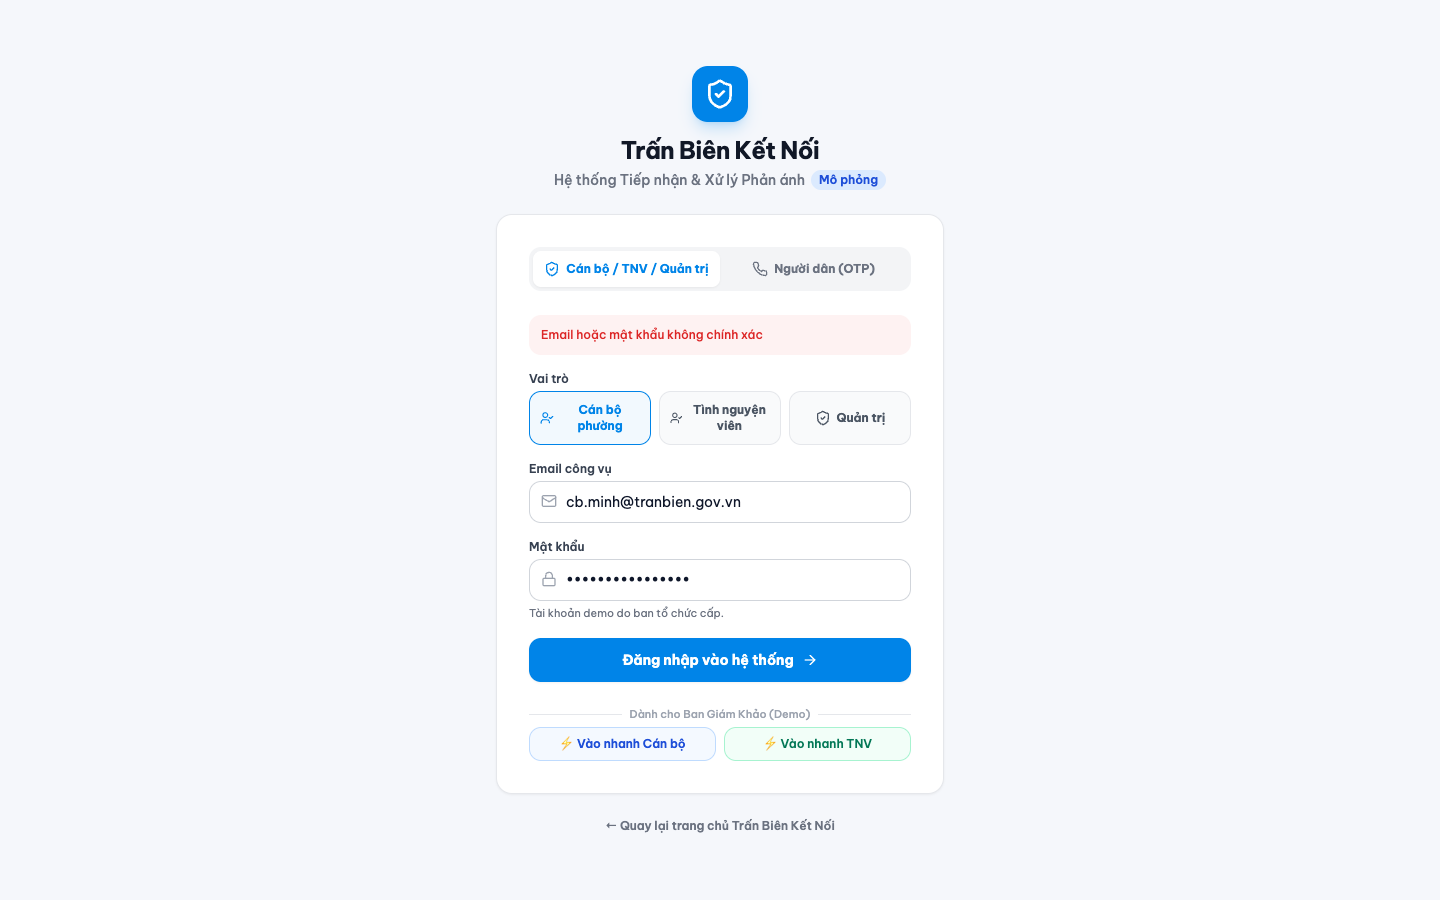 Trấn Biên Kết Nối
Hệ thống Tiếp nhận & Xử lý Phản ánh Mô phỏng
Cán bộ / TNV / Quản trị
Người dân (OTP)
Email hoặc mật khẩu không chính xác
Vai trò
Cán bộ
phường
Tình nguyện
viên
Quản trị
Email công vụ
cb.minh@tranbien.gov.vn
Mật khẩu
••••••••••••••••
Tài khoản demo do ban tổ chức cấp.
Đăng nhập vào hệ thống →
Dành cho Ban Giám Khảo (Demo)
⚡ Vào nhanh Cán bộ
⚡ Vào nhanh TNV
← Quay lại trang chủ Trấn Biên Kết Nối